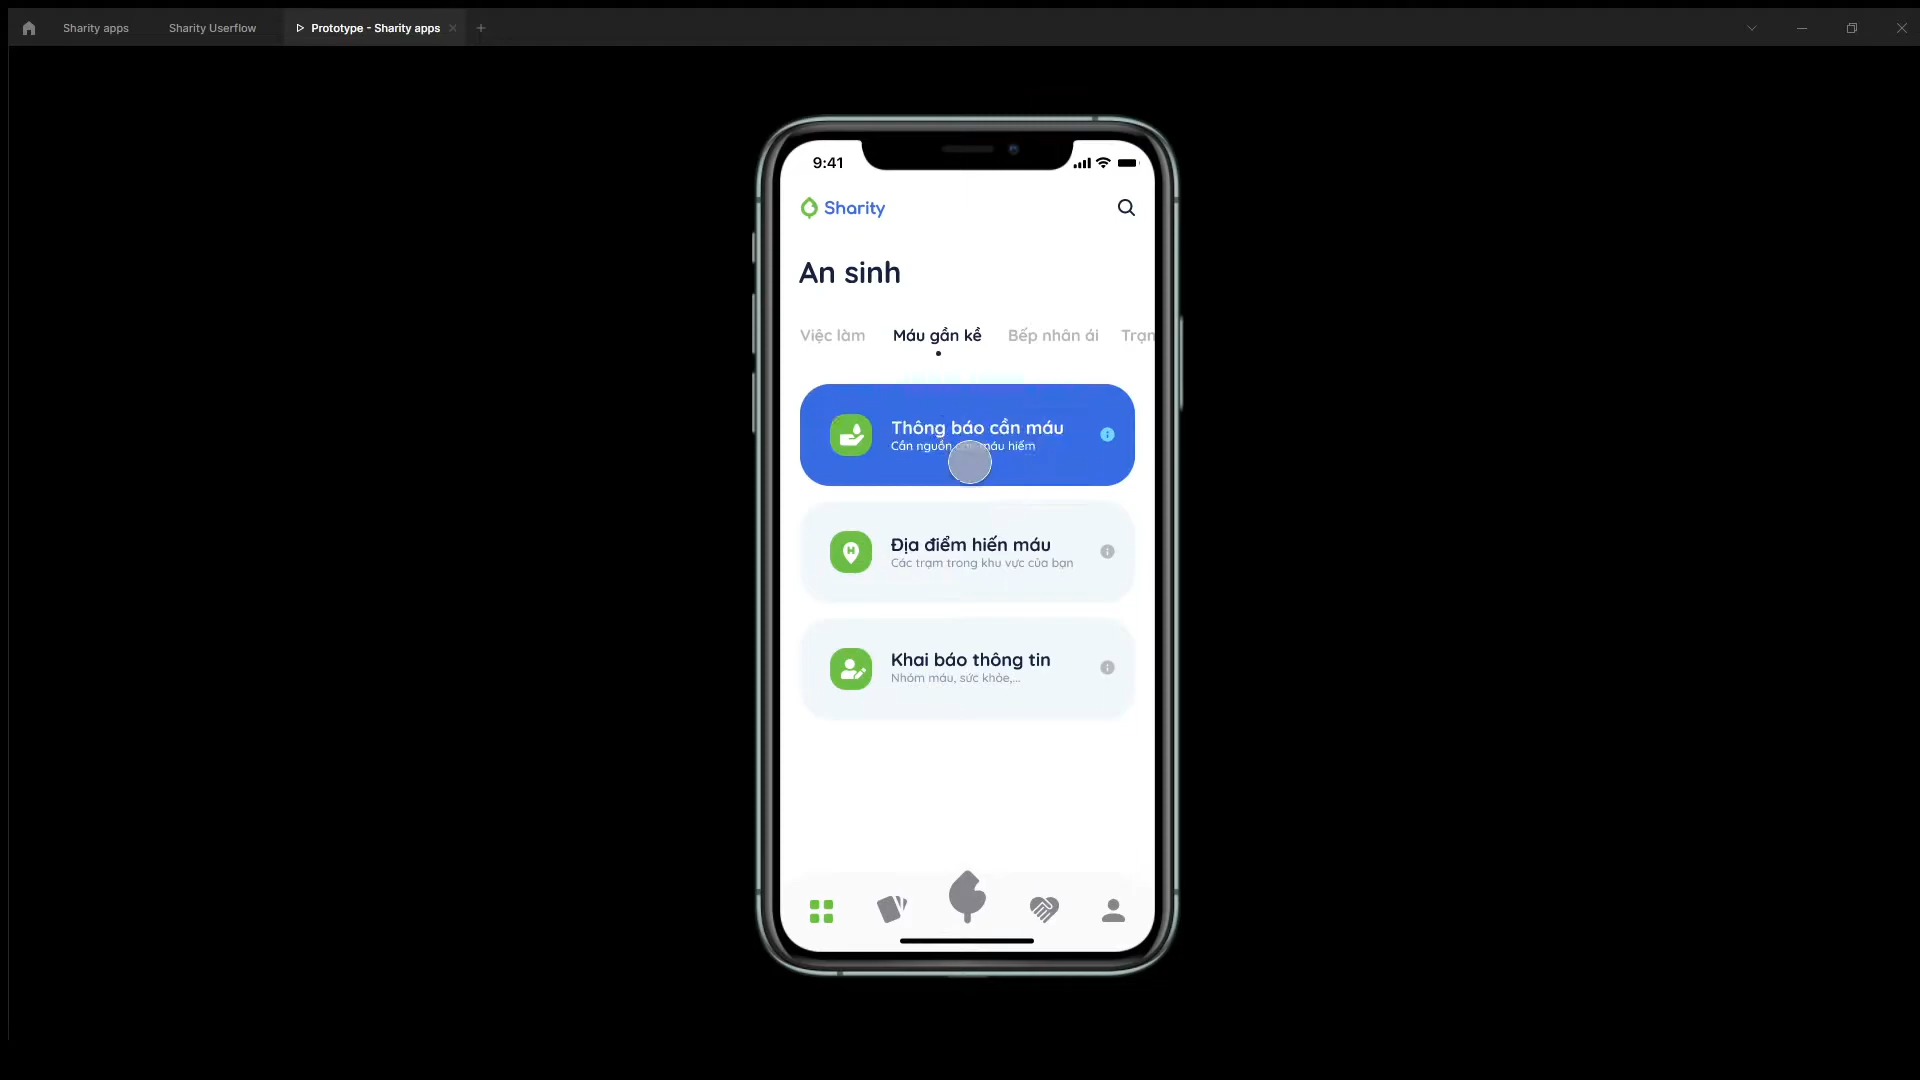 Sharity apps
Sharity Userflow
Prototype - Sharity apps
9:41
Sharity
An sinh
Việc làm
Máu gần kề
Bếp nhân ái
Thông báo cần máu
Cần nguồn máu hiếm
Địa điểm hiến máu
Các trạm trong khu vực của bạn
Khai báo thông tin
Nhóm máu, sức khỏe,...